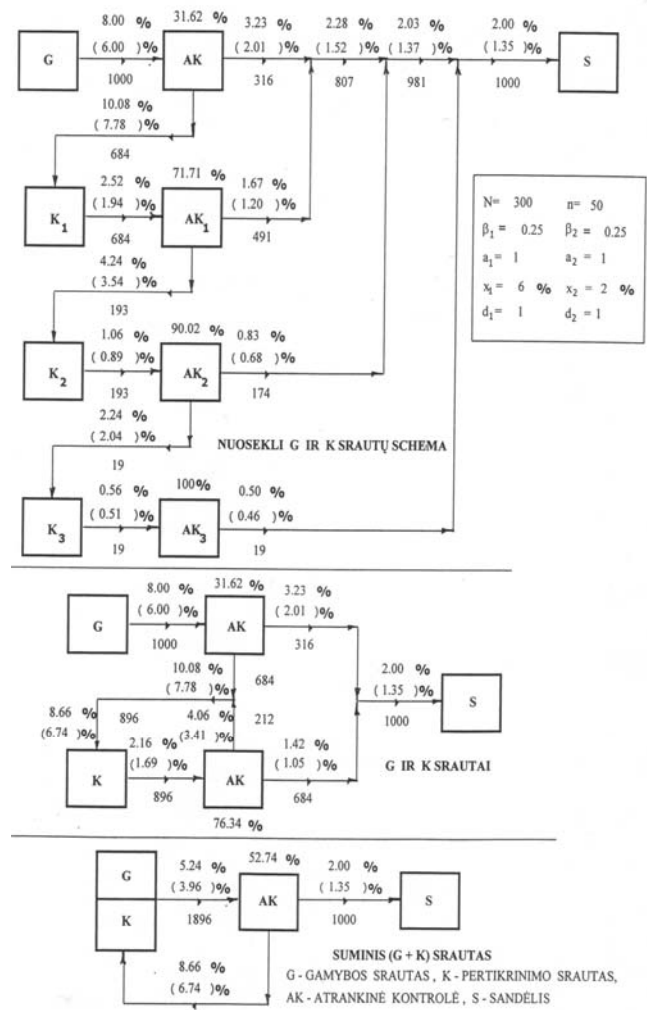 8.00 % 31.62 % 3.23 % 2.28 % 2.03 % 2.00 %
G ( 6.00 )% AK ( 2.01 )% ( 1.52 )% ( 1.37 )% ( 1.35 )% S
1000 316 807 981 1000
10.08 %
( 7.78 )%
684
2.52 % 71.71 % 1.67 %
K1 ( 1.94 )% AK1 ( 1.20 )%
684 491
4.24 %
( 3.54 )%
193
N= 300 n= 50
β1 = 0.25 β2 = 0.25
a1 = 1 a2 = 1
x1 = 6 % x2 = 2 %
d1 = 1 d2 = 1
1.06 % 90.02 % 0.83 %
K2 ( 0.89 )% AK2 ( 0.68 )%
193 174
2.24 %
( 2.04 )%
19
NUOSEKLI G IR K SRAUTŲ SCHEMA
0.56 % 100% 0.50 %
K3 ( 0.51 )% AK3 ( 0.46 )%
19 19
8.00 % 31.62 % 3.23 %
G ( 6.00 )% AK ( 2.01 )%
1000 316
10.08 %
( 7.78 )%
684
2.00 %
( 1.35 )% S
1000
8.66 %
(6.74 )%
896
4.06 %
(3.41 )%
212
2.16 % 1.42 %
K (1.69 )% AK ( 1.05 )%
896 684
76.34 %
G IR K SRAUTAI
5.24 % 52.74 % 2.00 %
G ( 3.96 )% AK ( 1.35 )% S
K 1896 1000
8.66 %
(6.74 )%
SUMINIS (G + K) SRAUTAS
G - GAMYBOS SRAUTAS , K - PERTIKRINIMO SRAUTAS,
AK - ATRANKINĖ KONTROLĖ , S - SANDĖLIS